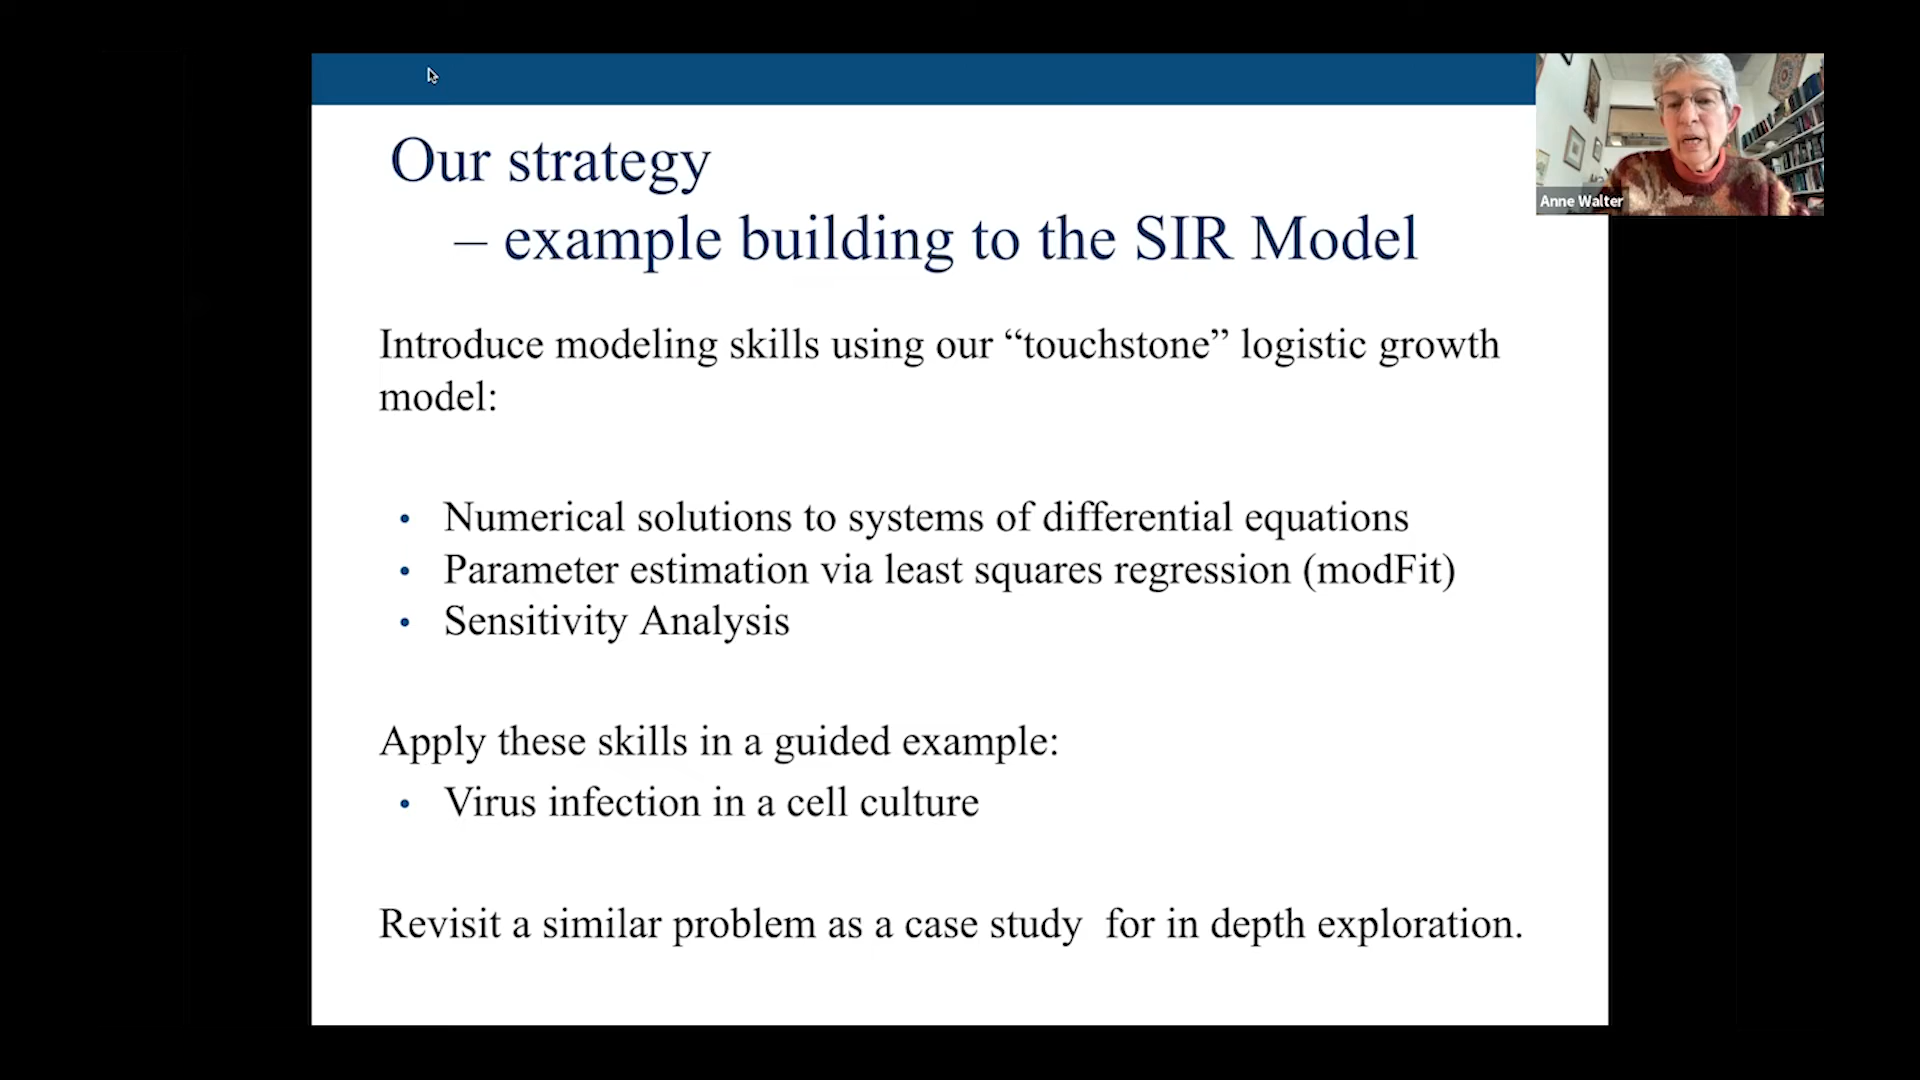 Our strategy
– example building to the SIR Model
Anne Walter
Introduce modeling skills using our “touchstone” logistic growth
model:
• Numerical solutions to systems of differential equations
• Parameter estimation via least squares regression (modFit)
• Sensitivity Analysis
Apply these skills in a guided example:
• Virus infection in a cell culture
Revisit a similar problem as a case study  for in depth exploration.